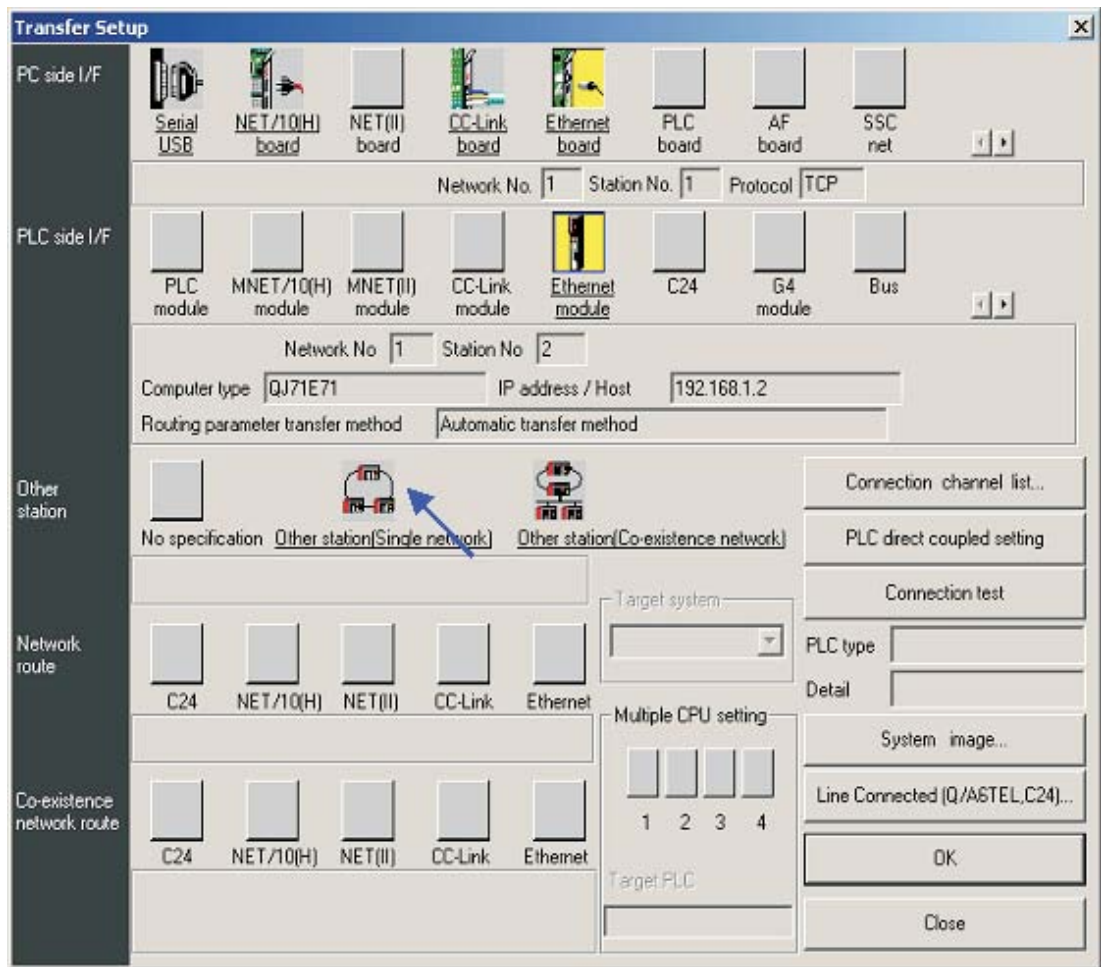 Transfer Setup
PC side I/F
Serial USB
NET/10(H) board
NET(II) board
CC-Link board
Ethernet board
PLC board
AF board
SSC net
Network No. 1 Station No. 1 Protocol TCP
PLC side I/F
PLC module
MNET/10(H) module
MNET(II) module
CC-Link module
Ethernet module
C24
G4 module
Bus
Network No 1 Station No 2
Computer type QJ71E71 IP address / Host 192.168.1.2
Routing parameter transfer method Automatic transfer method
Other station
No specification
Other station(Single network)
Other station(Co-existence network)
Connection channel list...
PLC direct coupled setting
Connection test
Target system
PLC type
Detail
Network route
C24
NET/10(H)
NET(II)
CC-Link
Ethernet
Multiple CPU setting
1 2 3 4
System image...
Line Connected (Q/A6TEL,C24)...
Co-existence network route
C24
NET/10(H)
NET(II)
CC-Link
Ethernet
Target PLC
OK
Close